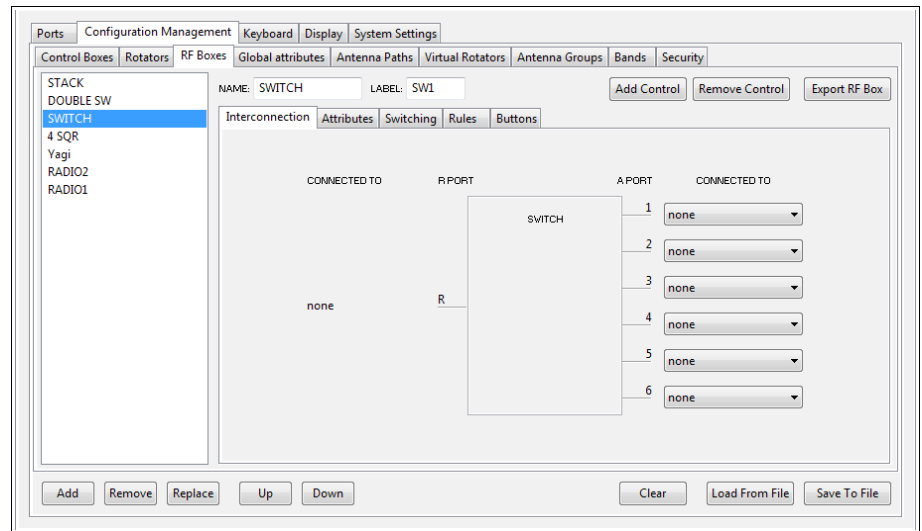 Ports Configuration Management Keyboard Display System Settings
Control Boxes Rotators RF Boxes Global attributes Antenna Paths Virtual Rotators Antenna Groups Bands Security
STACK
DOUBLE SW
SWITCH
4 SQR
Yagi
RADIO2
RADIO1
NAME: SWITCH LABEL: SW1 Add Control Remove Control Export RF Box
Interconnection Attributes Switching Rules Buttons
CONNECTED TO R PORT A PORT CONNECTED TO
SWITCH
1 none
2 none
3 none
none R
4 none
5 none
6 none
Add Remove Replace Up Down Clear Load From File Save To File